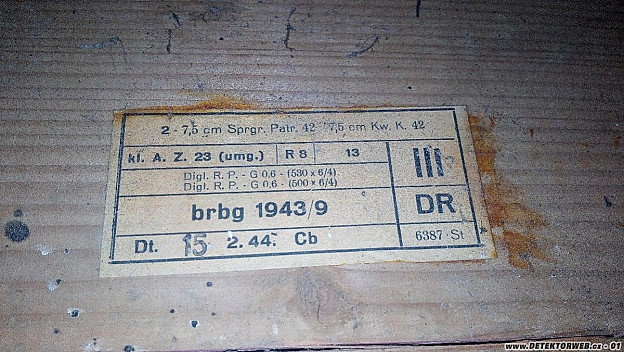 2 - 7,5 cm Sprgr. Patr. 42 7,5 cm Kw. K. 42
kl. A. Z. 23 (umg.) R 8 13
III
Digl. R. P. - G 0,6 - (530 x 6/4)
Digl. R. P. - G 0,6 - (500 x 6/4)
brbg 1943/9 DR
Dt. 15 2.44. Cb 6387 St
www.DETEKTORWEB.cz - 01